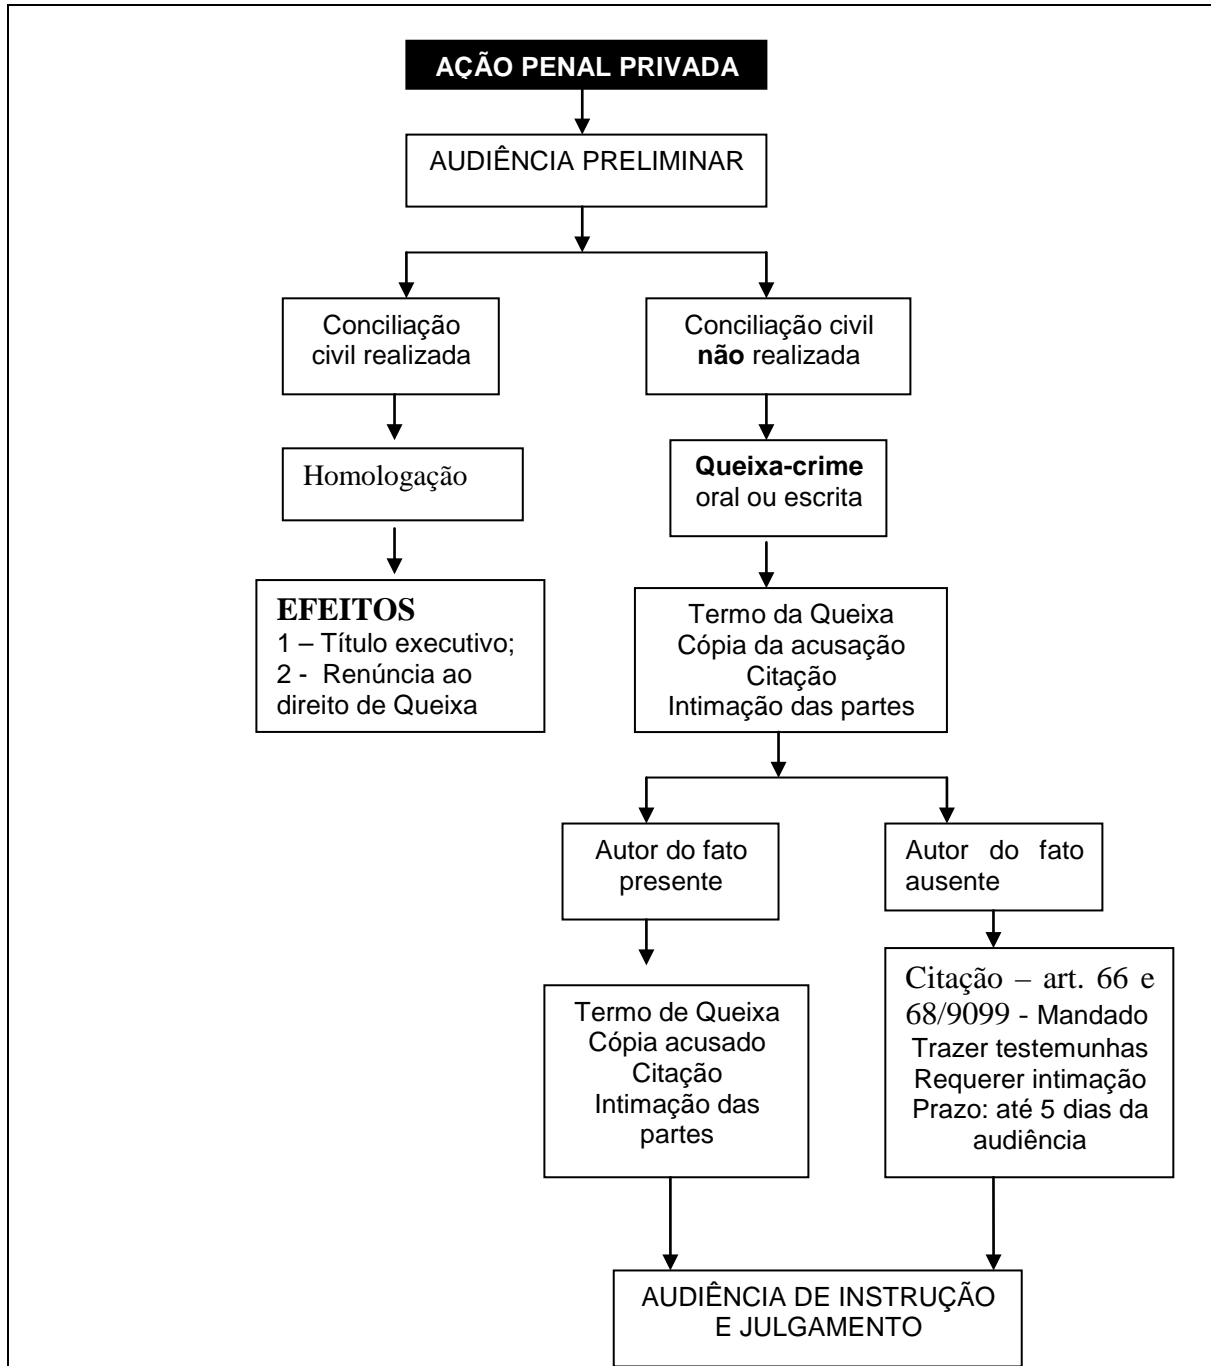 AÇÃO PENAL PRIVADA
AUDIÊNCIA PRELIMINAR
Conciliação
civil realizada
Conciliação civil
não realizada
Homologação
Queixa-crime
oral ou escrita
EFEITOS
1 – Título executivo;
2 - Renúncia ao
direito de Queixa
Termo da Queixa
Cópia da acusação
Citação
Intimação das partes
Autor do fato
presente
Autor do fato
ausente
Termo de Queixa
Cópia acusado
Citação
Intimação das
partes
Citação – art. 66 e
68/9099 - Mandado
Trazer testemunhas
Requerer intimação
Prazo: até 5 dias da
audiência
AUDIÊNCIA DE INSTRUÇÃO
E JULGAMENTO